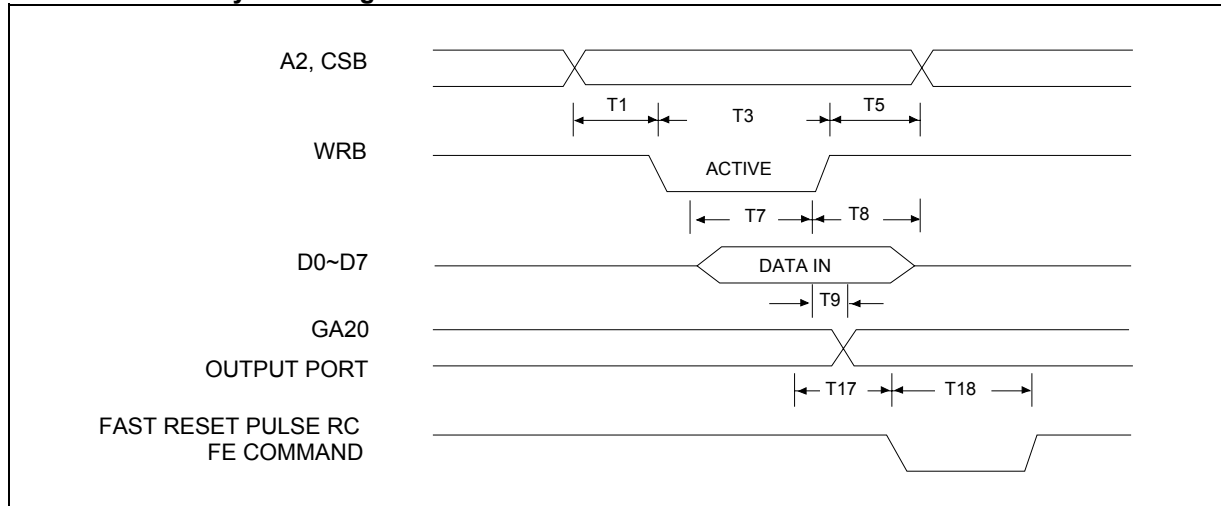 A2, CSB
T1
T3
T5
WRB
ACTIVE
T7
T8
D0~D7
DATA IN
T9
GA20
OUTPUT PORT
T17
T18
FAST RESET PULSE RC
FE COMMAND